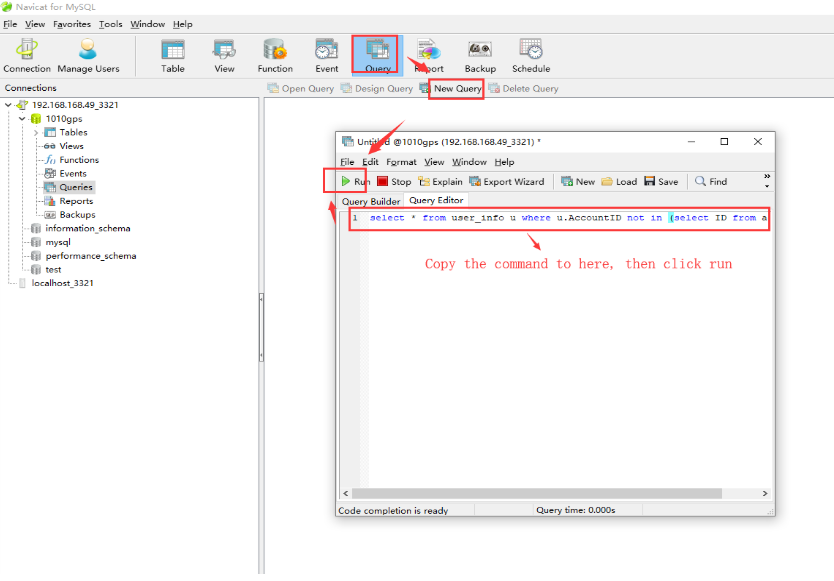 Navicat for MySQL
File View Favorites Tools Window Help
Connection Manage Users Table View Function Event Query Report Backup Schedule
Connections
Open Query Design Query New Query Delete Query
192.168.168.49_3321
1010gps
Tables
Views
Functions
Events
Queries
Reports
Backups
information_schema
mysql
performance_schema
test
localhost_3321
@1010gps (192.168.168.49_3321) *
File Edit Format View Window Help
Run Stop Explain Export Wizard New Load Save Find
Query Builder Query Editor
1 select * from user_info u where u.AccountID not in (select ID from a
Copy the command to here, then click run
Code completion is ready Query time: 0.000s